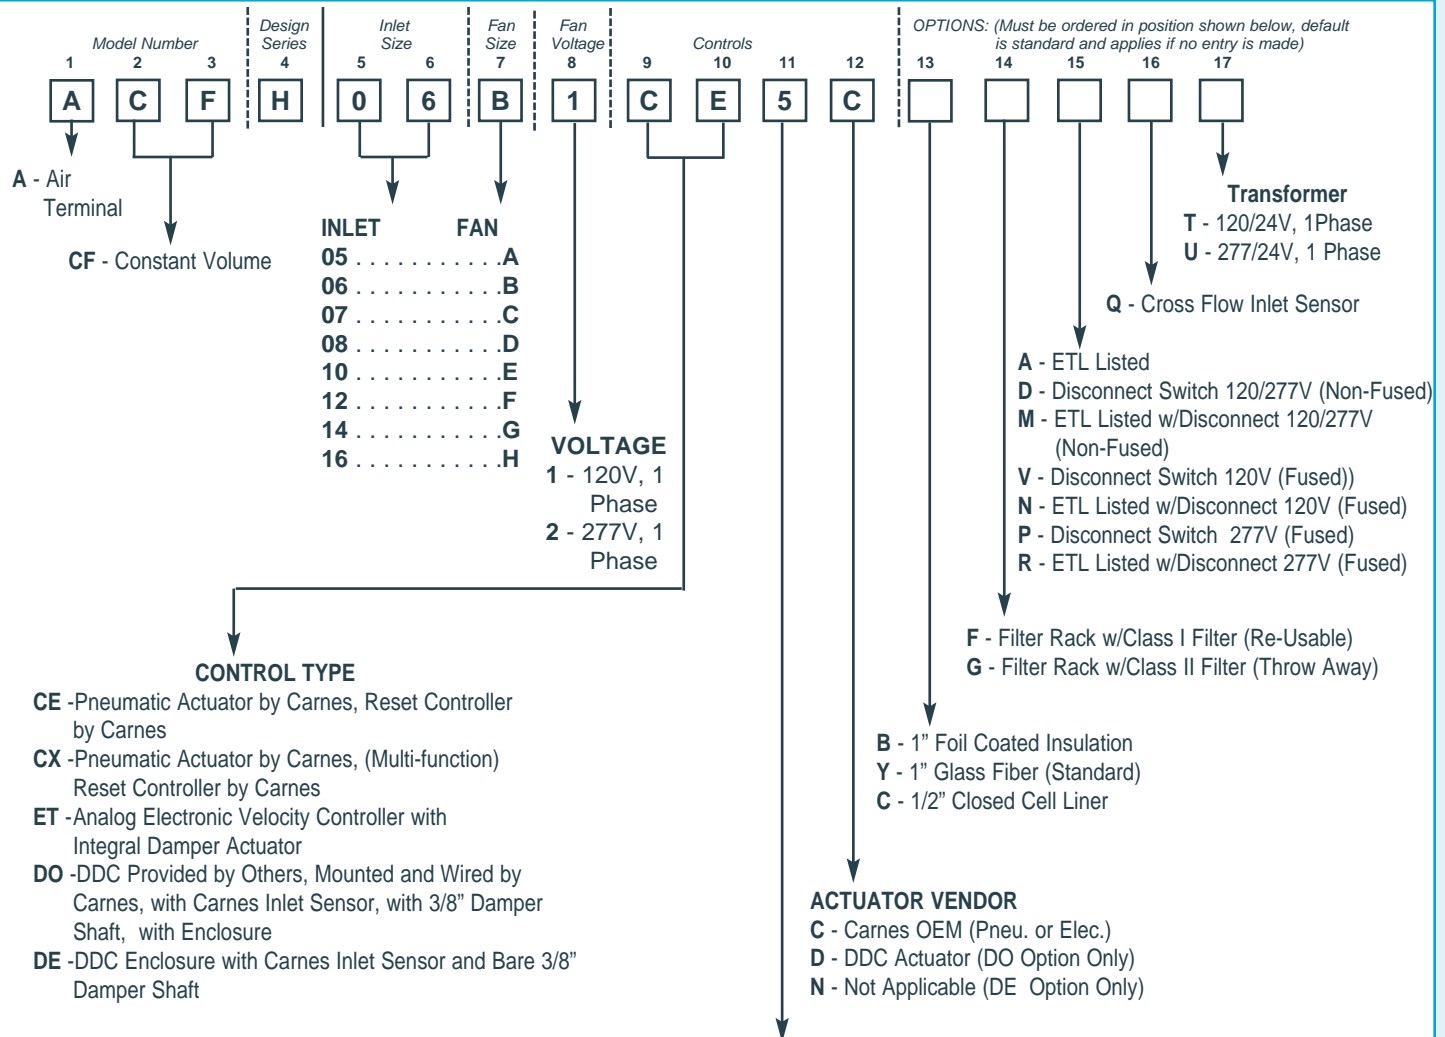 Model Number
Design
Series
Inlet
Size
Fan
Size
Fan
Voltage
Controls
OPTIONS: (Must be ordered in position shown below, default
is standard and applies if no entry is made)
1 2 3 4 5 6 7 8 9 10 11 12 13 14 15 16 17
A C F H 0 6 B 1 C E 5 C
A - Air
Terminal
CF - Constant Volume
INLET FAN
05 . . . . . . . . . . .A
06 . . . . . . . . . . .B
07 . . . . . . . . . . .C
08 . . . . . . . . . . .D
10 . . . . . . . . . . .E
12 . . . . . . . . . . .F
14 . . . . . . . . . . .G
16 . . . . . . . . . . .H
VOLTAGE
1 - 120V, 1
Phase
2 - 277V, 1
Phase
Transformer
T - 120/24V, 1Phase
U - 277/24V, 1 Phase
Q - Cross Flow Inlet Sensor
A - ETL Listed
D - Disconnect Switch 120/277V (Non-Fused)
M - ETL Listed w/Disconnect 120/277V
(Non-Fused)
V - Disconnect Switch 120V (Fused))
N - ETL Listed w/Disconnect 120V (Fused)
P - Disconnect Switch 277V (Fused)
R - ETL Listed w/Disconnect 277V (Fused)
F - Filter Rack w/Class I Filter (Re-Usable)
G - Filter Rack w/Class II Filter (Throw Away)
B - 1” Foil Coated Insulation
Y - 1” Glass Fiber (Standard)
C - 1/2” Closed Cell Liner
CONTROL TYPE
CE -Pneumatic Actuator by Carnes, Reset Controller
by Carnes
CX -Pneumatic Actuator by Carnes, (Multi-function)
Reset Controller by Carnes
ET -Analog Electronic Velocity Controller with
Integral Damper Actuator
DO -DDC Provided by Others, Mounted and Wired by
Carnes, with Carnes Inlet Sensor, with 3/8” Damper
Shaft, with Enclosure
DE -DDC Enclosure with Carnes Inlet Sensor and Bare 3/8”
Damper Shaft
ACTUATOR VENDOR
C - Carnes OEM (Pneu. or Elec.)
D - DDC Actuator (DO Option Only)
N - Not Applicable (DE Option Only)